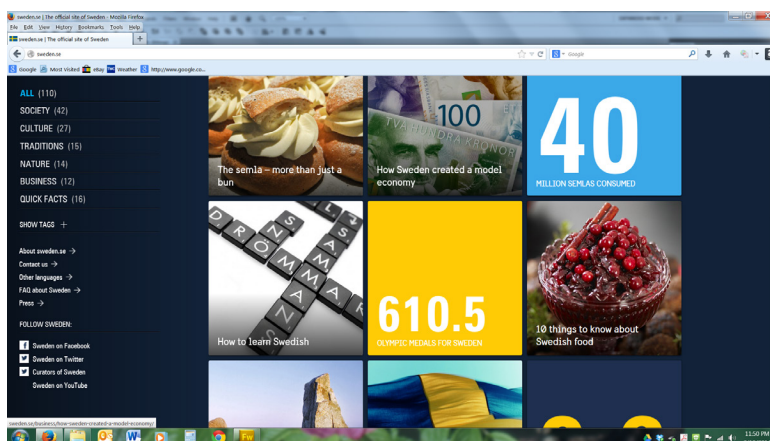 sweden.se | The official site of Sweden - Mozilla Firefox
File Edit View History Bookmarks Tools Help
sweden.se | The official site of Sweden +
sweden.se
Google
Google Most Visited eBay Weather http://www.google.co...
ALL (110)
SOCIETY (42)
CULTURE (27)
TRADITIONS (15)
NATURE (14)
BUSINESS (12)
QUICK FACTS (16)
SHOW TAGS +
About sweden.se →
Contact us →
Other languages →
FAQ about Sweden →
Press →
FOLLOW SWEDEN:
Sweden on Facebook
Sweden on Twitter
Curators of Sweden
Sweden on YouTube
The semla – more than just a
bun
100
TVÅ HUNDRA KRONOR
How Sweden created a model
economy
40
MILLION SEMLAS CONSUMED
DRÖM
SNÖ
SAMMANS
How to learn Swedish
610.5
OLYMPIC MEDALS FOR SWEDEN
10 things to know about
Swedish food
sweden.se/business/how-sweden-created-a-model-economy/
11:50 PM